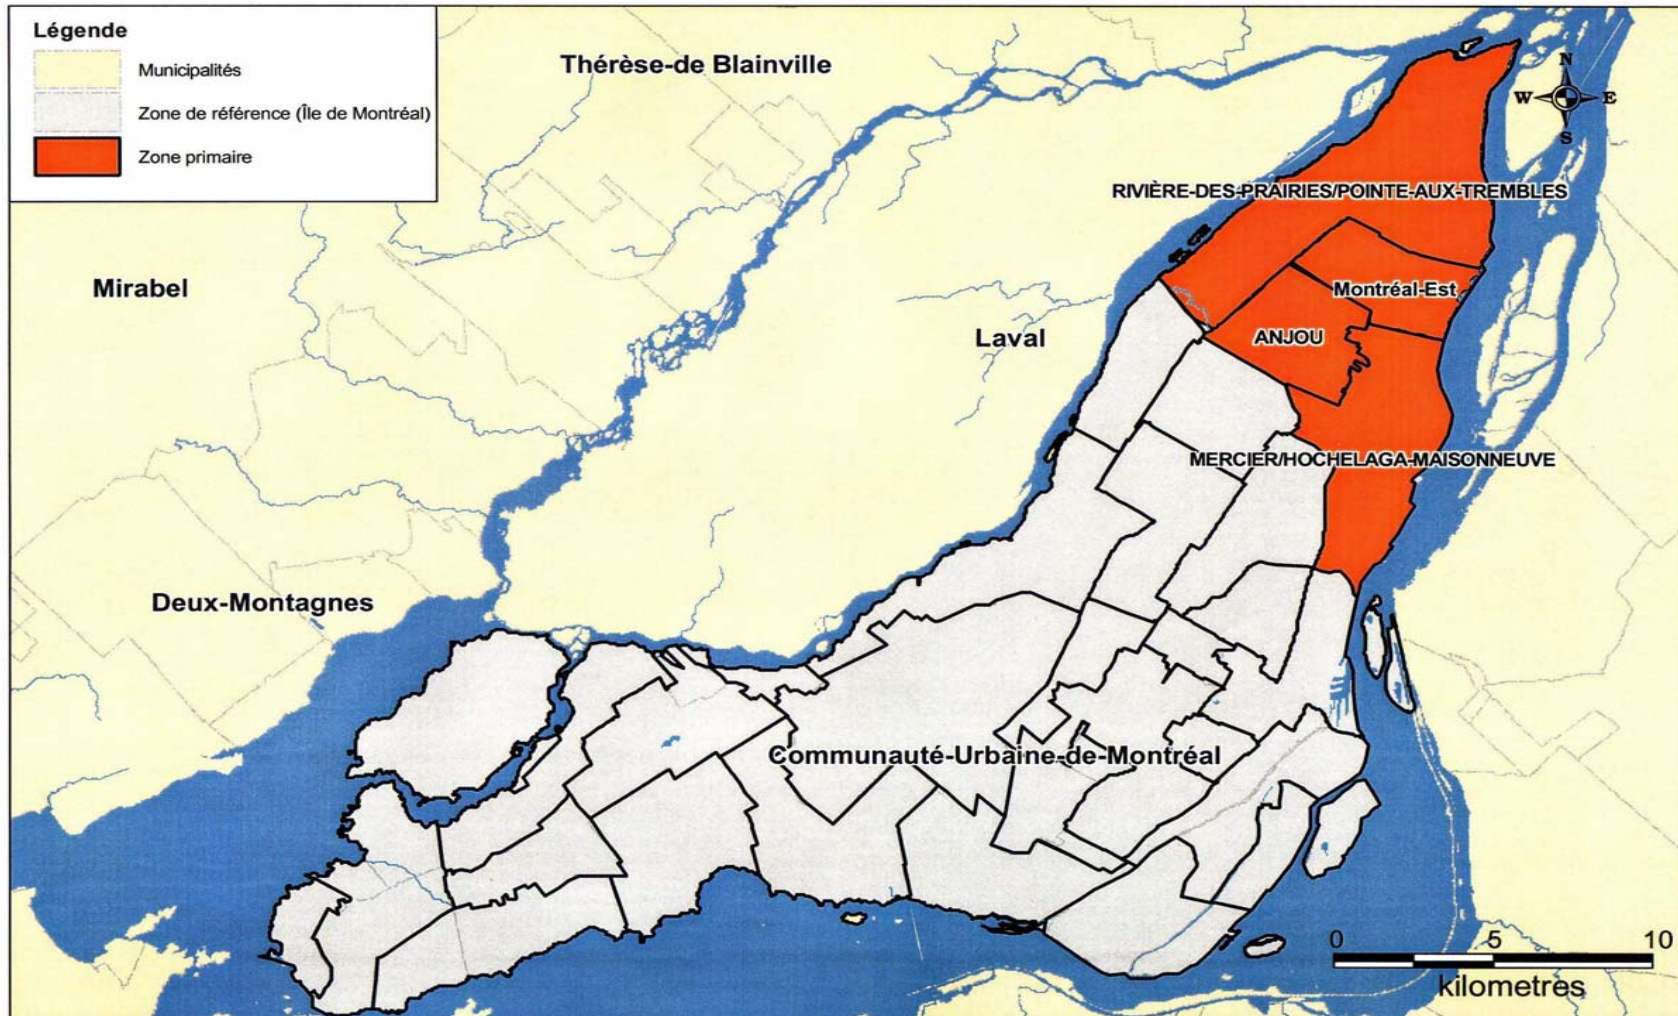 Légende
Municipalités
Zone de référence (Île de Montréal)
Zone primaire
Thérèse-de Blainville
N
W E
S
RIVIÈRE-DES-PRAIRIES/POINTE-AUX-TREMBLES
Mirabel
Montréal-Est
Laval
ANJOU
MERCIER/HOCHELAGA-MAISONNEUVE
Deux-Montagnes
Communauté-Urbaine-de-Montréal
0 5 10
kilometres